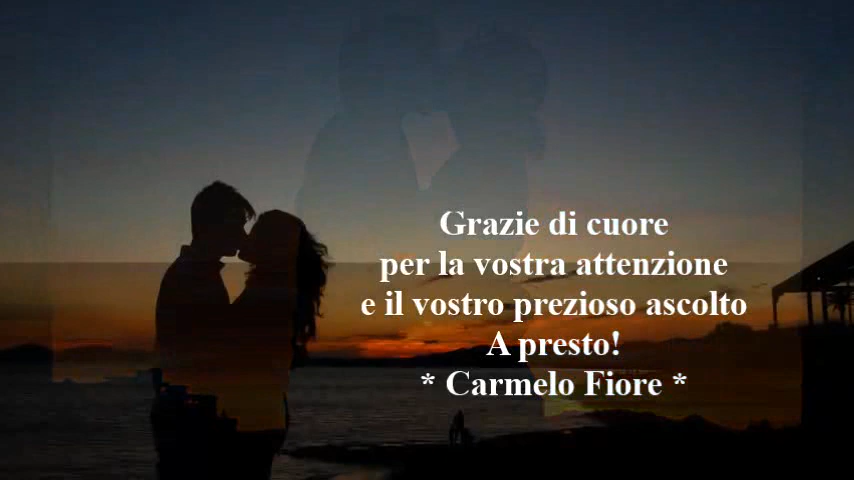 Grazie di cuore
per la vostra attenzione
e il vostro prezioso ascolto
A presto!
* Carmelo Fiore *